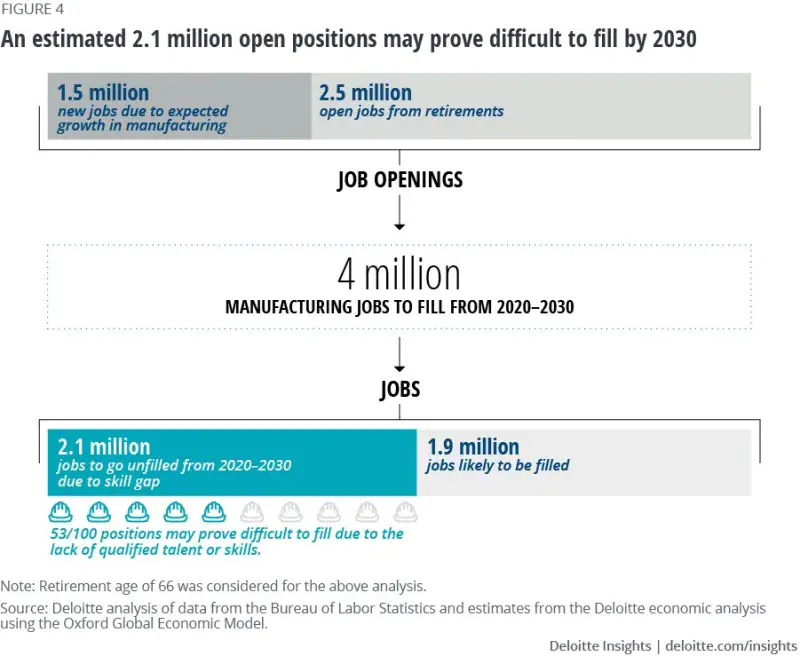 FIGURE 4
An estimated 2.1 million open positions may prove difficult to fill by 2030
1.5 million
new jobs due to expected
growth in manufacturing
2.5 million
open jobs from retirements
JOB OPENINGS
4 million
MANUFACTURING JOBS TO FILL FROM 2020–2030
JOBS
2.1 million
jobs to go unfilled from 2020–2030
due to skill gap
1.9 million
jobs likely to be filled
53/100 positions may prove difficult to fill due to the
lack of qualified talent or skills.
Note: Retirement age of 66 was considered for the above analysis.
Source: Deloitte analysis of data from the Bureau of Labor Statistics and estimates from the Deloitte economic analysis
using the Oxford Global Economic Model.
Deloitte Insights | deloitte.com/insights